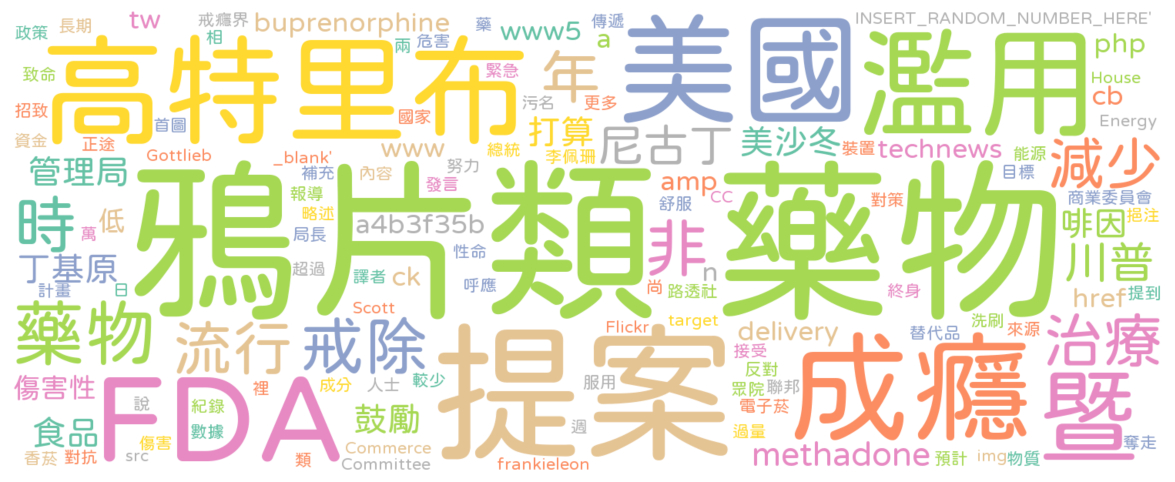 政策 長期 tw 戒癮界 相 buprenorphine 兩 危害 藥 www5 傳遞 a 美國 INSERT_RANDOM_NUMBER_HERE'
致命 高特里布 緊急 年 濫用 php
招致 首圖 國家 污名 更多 House
資金 正途 Gottlieb www 總統 打算 李佩珊 尼古丁 美沙冬 裝置 technews cb Energy
管理局 _blank' 補充 內容 努力 能源 減少
時 低 萬 報導 略述 發言 amp 舒服 CC 對策 目標 商業委員會
鴉片類藥物 a4b3f35b 非 啡因 挹注
局長 性命 n 川普
丁基原 計畫 日 超過 譯者 ck 呼應 尚 路透社 終身 href 提到
藥物 Scott Flickr target 洗刷
流行 戒除 提案 delivery 替代品 來源 治療
傷害性 裡 成分 人士 較少 服用 接受 反對 眾院 聯邦 成癮 暨
FDA 說 紀錄 數據 鼓勵 週 電子菸
食品 傷害 過量 奪走
香菸 對抗 src 類 Commerce Committee frankieleon methadone 預計 img 物質